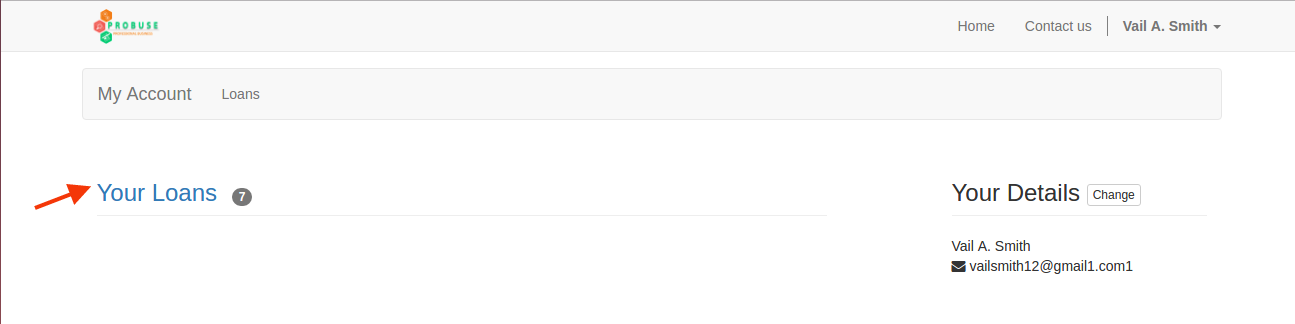 PROBUSE
Home
Contact us
Vail A. Smith
My Account
Loans
Your Loans 7
Your Details Change
Vail A. Smith
vailsmith12@gmail1.com1